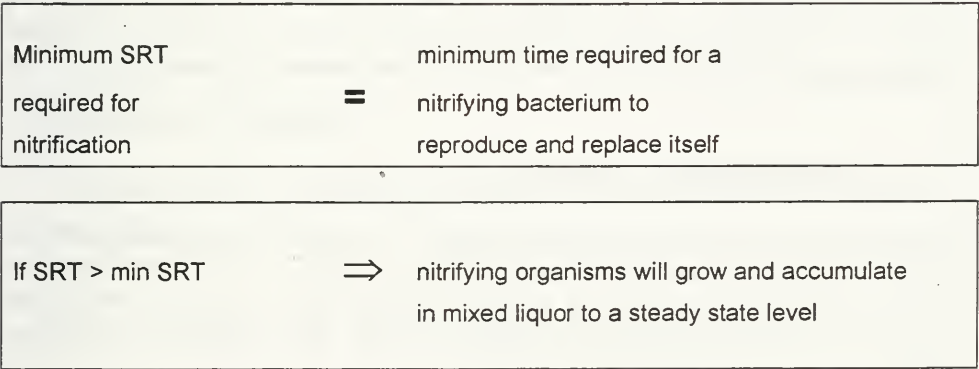 Minimum SRT minimum time required for a
required for = nitrifying bacterium to
nitrification reproduce and replace itself
If SRT > min SRT ⇒ nitrifying organisms will grow and accumulate
in mixed liquor to a steady state level